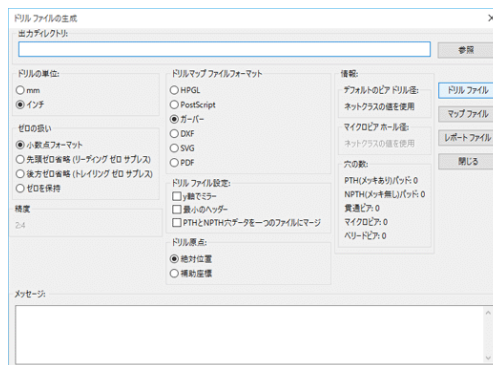 ドリル ファイルの生成
出力ディレクトリ:
参照
ドリルの単位:
mm
インチ
ゼロの扱い
小数点フォーマット
先頭ゼロ省略 (リーディング ゼロ サプレス)
後方ゼロ省略 (トレイリング ゼロ サプレス)
ゼロを保持
精度
2:4
ドリルマップ ファイルフォーマット
HPGL
PostScript
ガーバー
DXF
SVG
PDF
ドリル ファイル設定:
y軸でミラー
最小のヘッダー
PTHとNPTH穴データを一つのファイルにマージ
ドリル原点:
絶対位置
補助座標
情報:
デフォルトのビア ドリル径:
ネットクラスの値を使用
マイクロビア ホール径:
ネットクラスの値を使用
穴の数:
PTH(メッキあり)パッド: 0
NPTH(メッキ無し)パッド: 0
貫通ビア: 0
マイクロビア: 0
ベリードビア: 0
ドリル ファイル
マップ ファイル
レポート ファイル
閉じる
メッセージ: